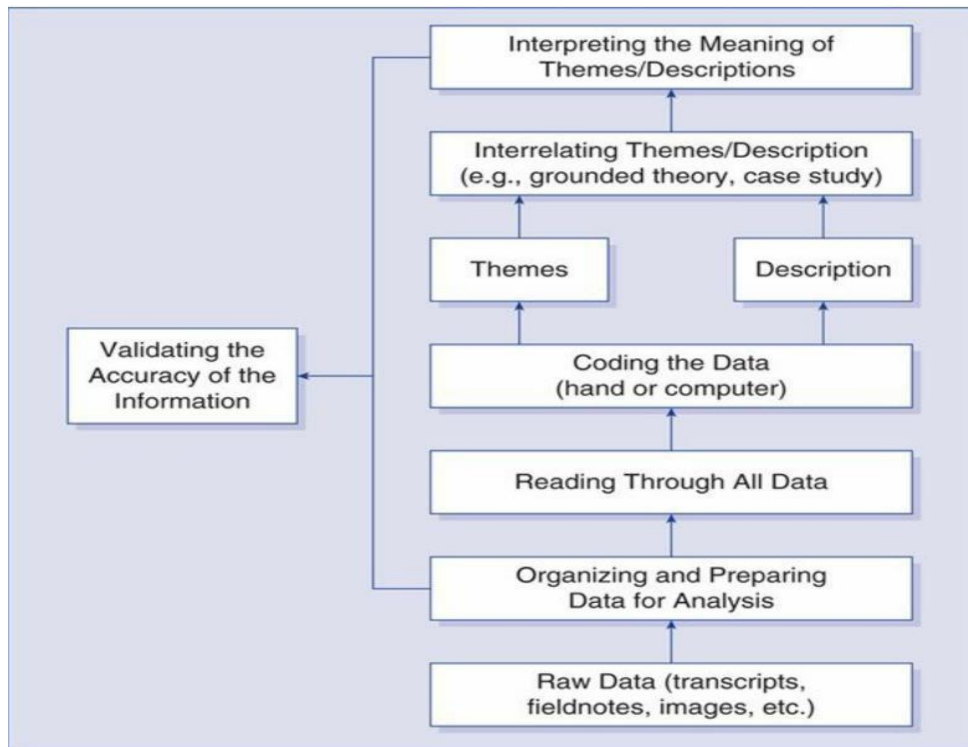 Interpreting the Meaning of
Themes/Descriptions
Interrelating Themes/Description
(e.g., grounded theory, case study)
Themes
Description
Validating the
Accuracy of the
Information
Coding the Data
(hand or computer)
Reading Through All Data
Organizing and Preparing
Data for Analysis
Raw Data (transcripts,
fieldnotes, images, etc.)